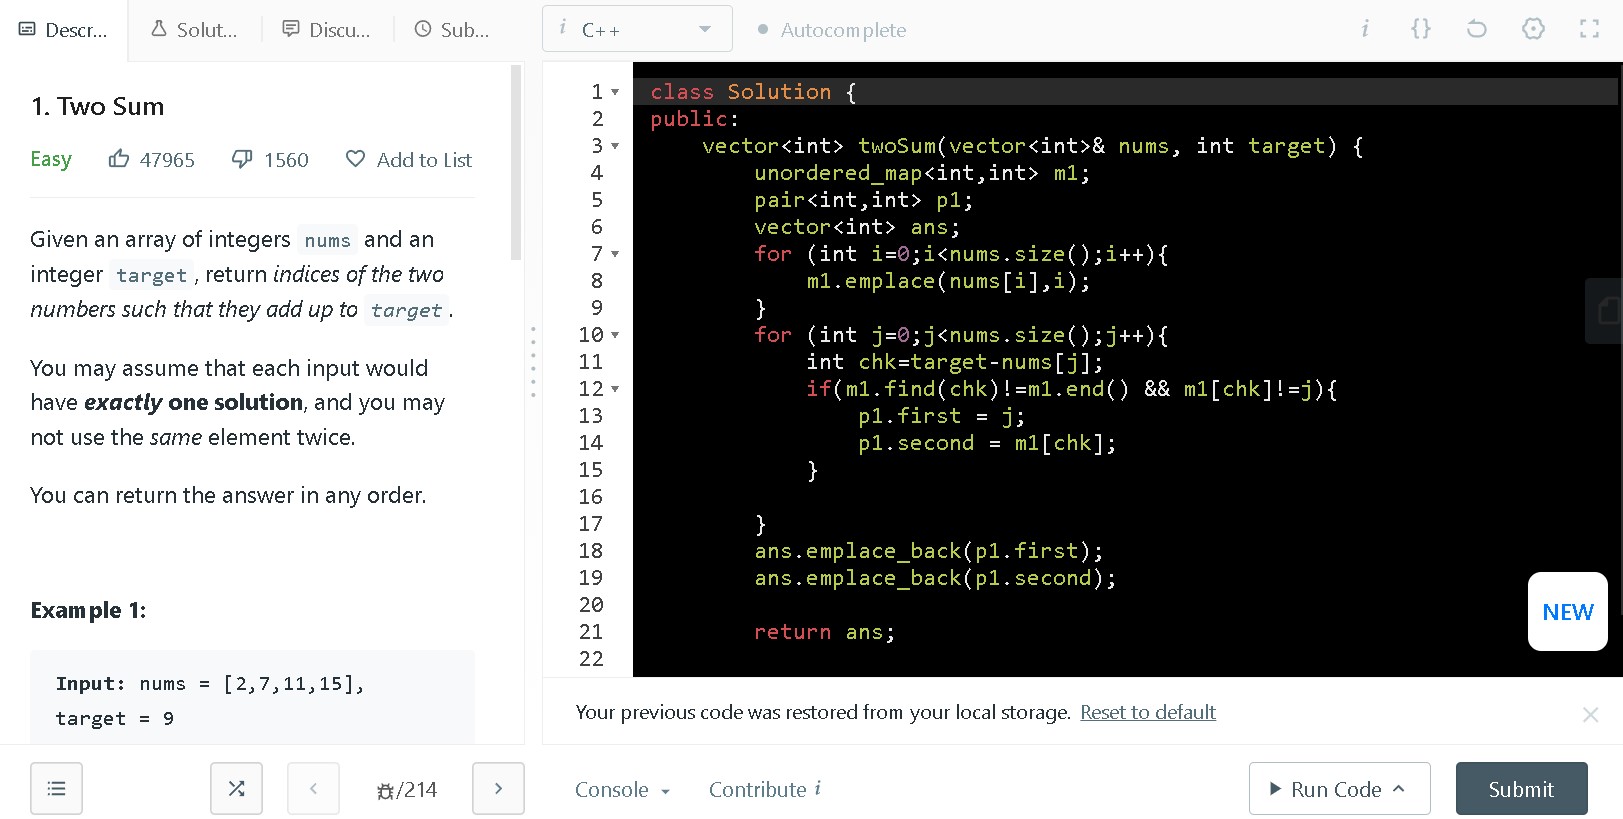 Descr...
Solut...
Discu...
Sub...
i C++
Autocomplete
i {}
1. Two Sum
Easy 47965 1560 Add to List
Given an array of integers nums and an
integer target, return indices of the two
numbers such that they add up to target.
You may assume that each input would
have exactly one solution, and you may
not use the same element twice.
You can return the answer in any order.
Example 1:
Input: nums = [2,7,11,15],
target = 9
1 class Solution {
2 public:
3     vector<int> twoSum(vector<int>& nums, int target) {
4         unordered_map<int,int> m1;
5         pair<int,int> p1;
6         vector<int> ans;
7         for (int i=0;i<nums.size();i++){
8             m1.emplace(nums[i],i);
9         }
10         for (int j=0;j<nums.size();j++){
11             int chk=target-nums[j];
12             if(m1.find(chk)!=m1.end() && m1[chk]!=j){
13                 p1.first = j;
14                 p1.second = m1[chk];
15             }
16
17         }
18         ans.emplace_back(p1.first);
19         ans.emplace_back(p1.second);
20
21         return ans;
22
NEW
Your previous code was restored from your local storage. Reset to default
/214
Console
Contribute i
Run Code
Submit